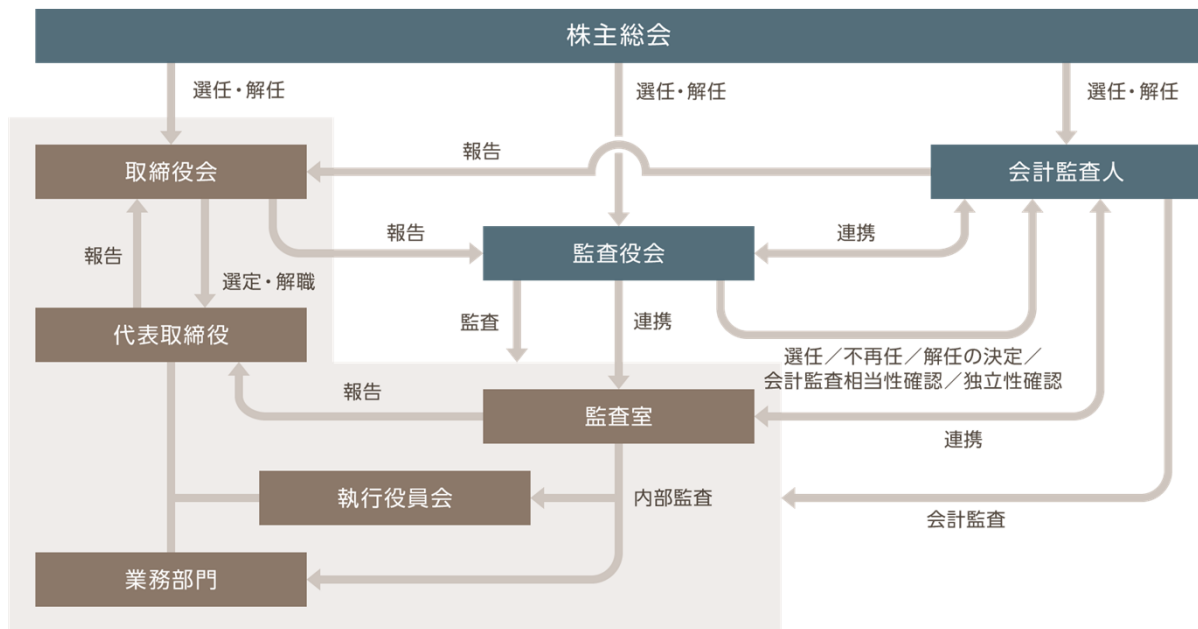 株主総会
選任・解任
選任・解任
選任・解任
取締役会
報告
会計監査人
報告
監査役会
連携
報告
選定・解職
代表取締役
監査
連携
選任／不再任／解任の決定／
会計監査相当性確認／独立性確認
報告
監査室
連携
執行役員会
内部監査
会計監査
業務部門